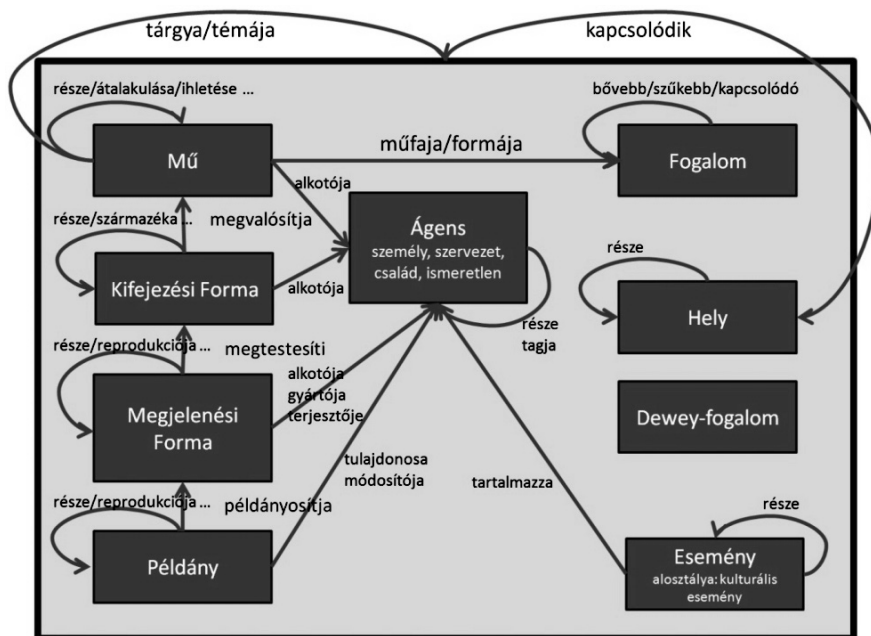 tárgya/témája
kapcsolódik
része/átalakulása/ihletése ...
bővebb/szűkebb/kapcsolódó
Mű
műfaja/formája
Fogalom
alkotója
része/származéka ...
megvalósítja
Ágens
személy, szervezet,
család, ismeretlen
Kifejezési Forma
alkotója
része
Hely
része
tagja
része/reprodukciója ...
megtestesíti
alkotója
gyártója
terjesztője
Megjelenési
Forma
Dewey-fogalom
tulajdonosa
módosítója
tartalmazza
része/reprodukciója ...
példányosítja
része
Példány
Esemény
alosztálya: kulturális
esemény